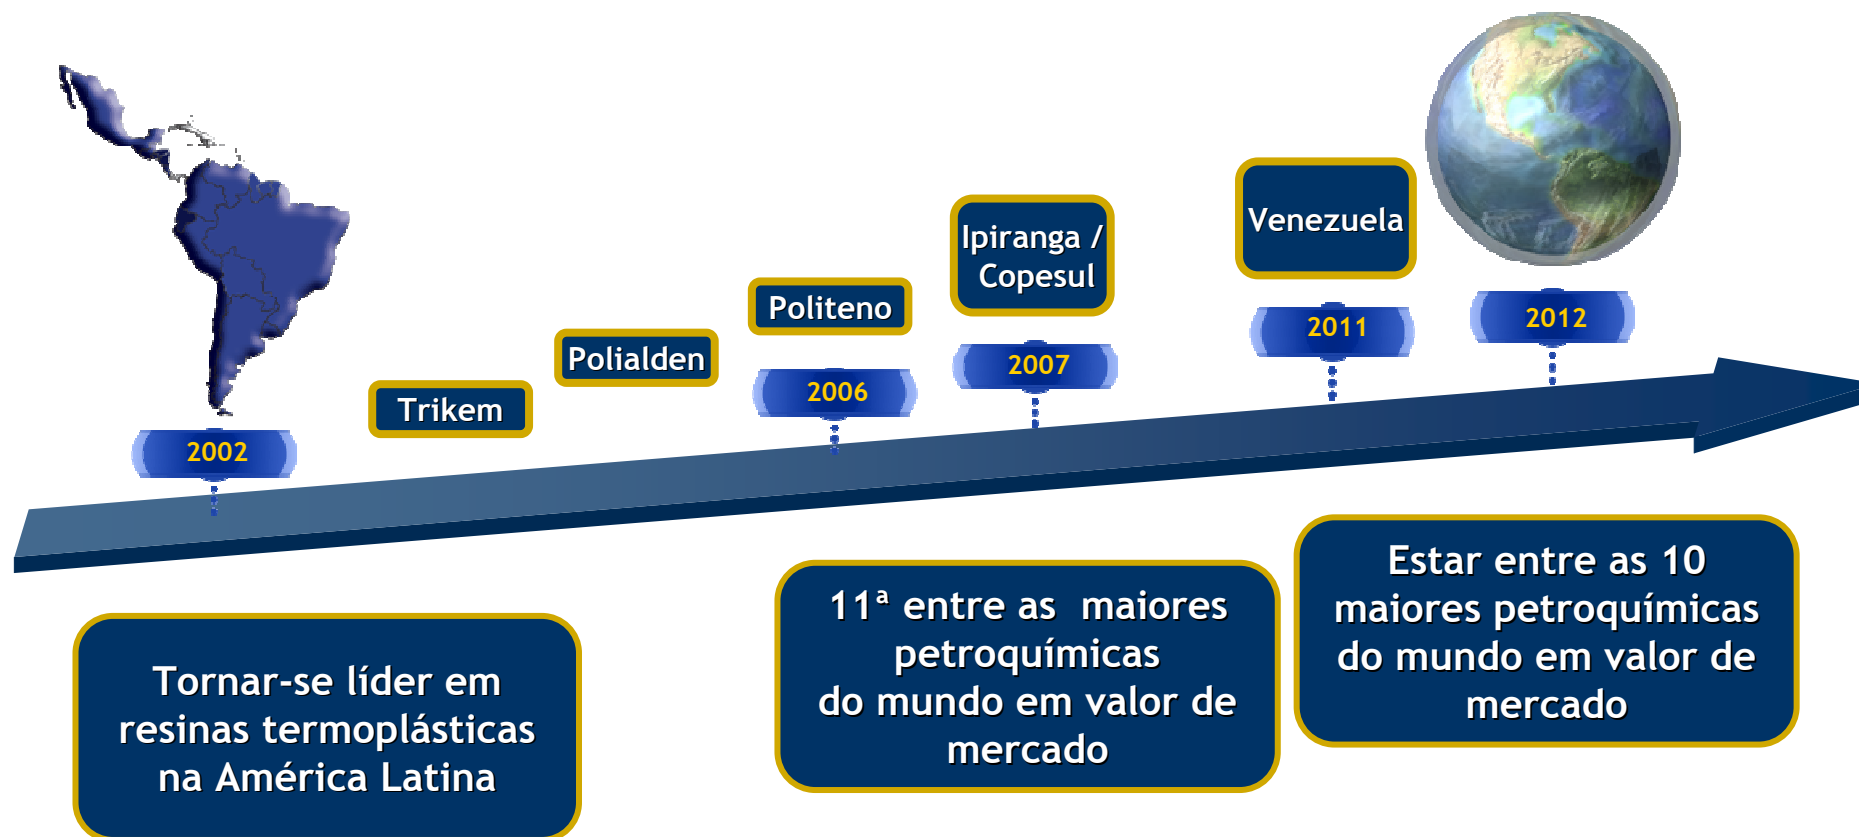 Venezuela
Ipiranga /
Copesul
Politeno
Polialden
Trikem
2002
2006
2007
2011
2012
Tornar-se líder em
resinas termoplásticas
na América Latina
11ª entre as maiores
petroquímicas
do mundo em valor de
mercado
Estar entre as 10
maiores petroquímicas
do mundo em valor de
mercado